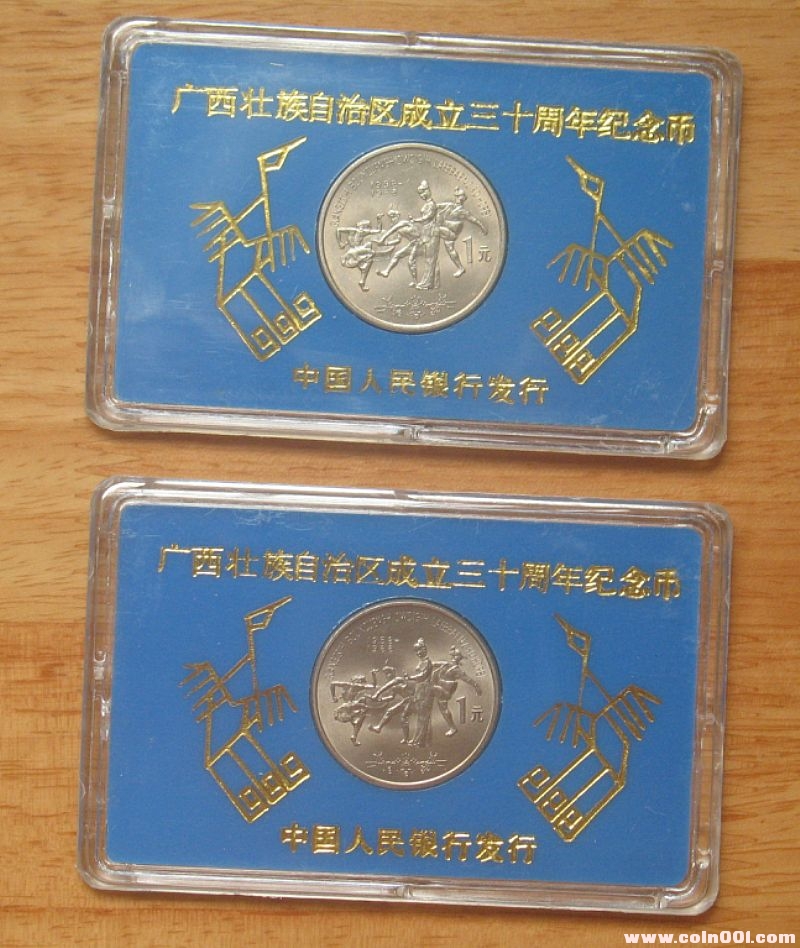 广西壮族自治区成立三十周年纪念币
1 元
中国人民银行发行
广西壮族自治区成立三十周年纪念币
1958-
1988
1 元
中国人民银行发行
www.coin001.com